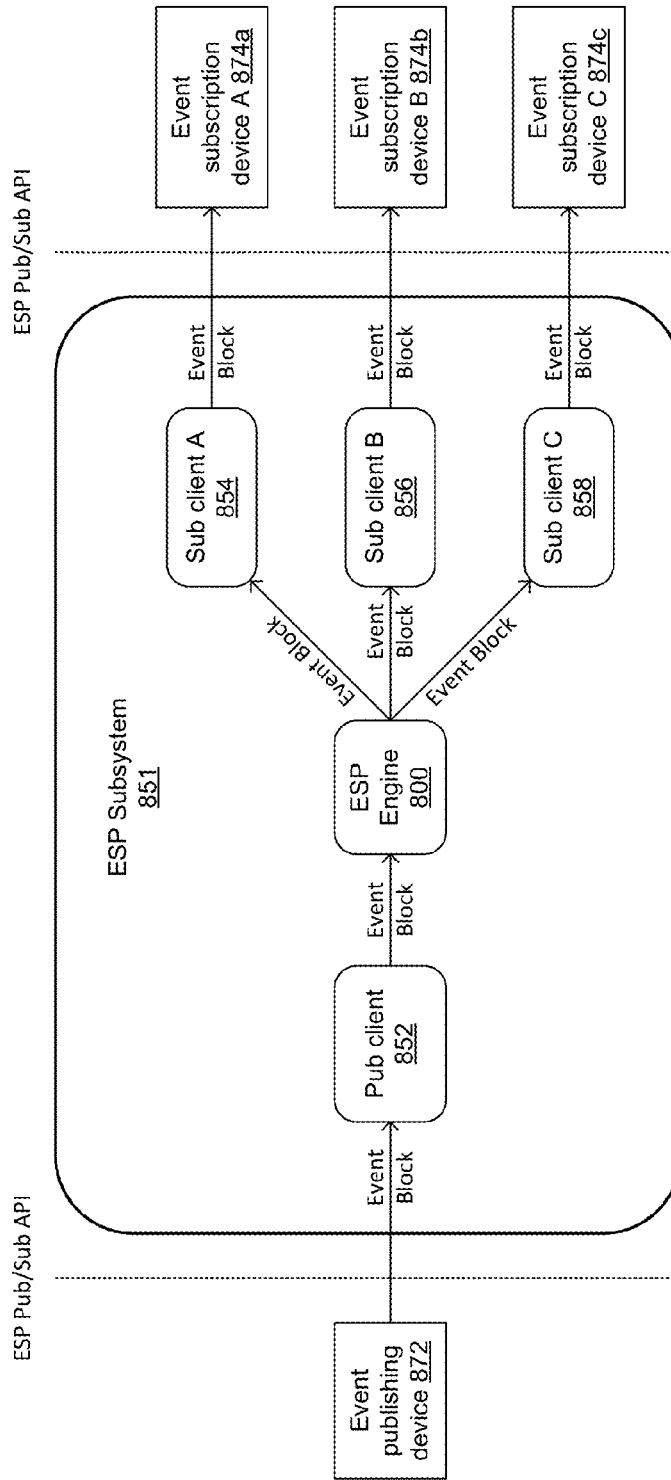 ESP Pub/Sub API
ESP Pub/Sub API
ESP Subsystem
851
Event
publishing
device 872
Event
Block
Pub client
852
Event
Block
ESP
Engine
800
Event Block
Event
Block
Event Block
Sub client A
854
Sub client B
856
Sub client C
858
Event
Block
Event
Block
Event
Block
Event
subscription
device A 874a
Event
subscription
device B 874b
Event
subscription
device C 874c